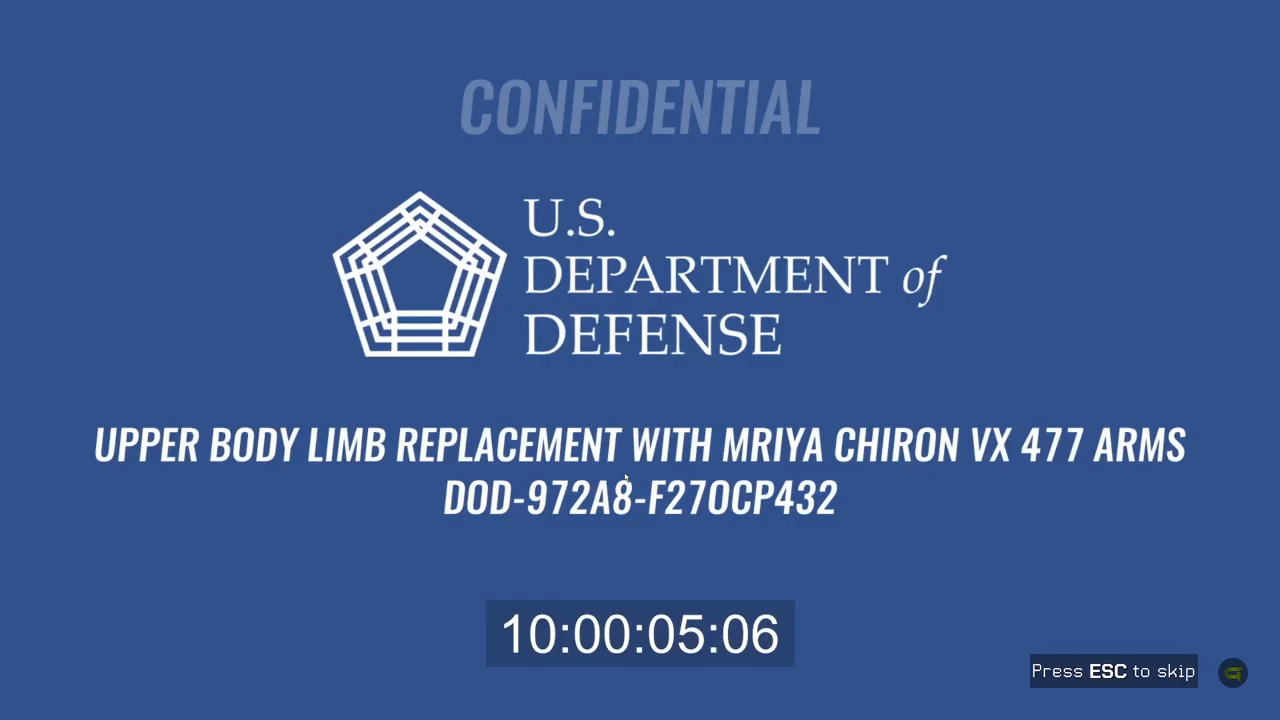 CONFIDENTIAL
U.S.
DEPARTMENT of
DEFENSE
UPPER BODY LIMB REPLACEMENT WITH MRIYA CHIRON VX 477 ARMS
DOD-972A8-F270CP432
10:00:05:06
Press ESC to skip